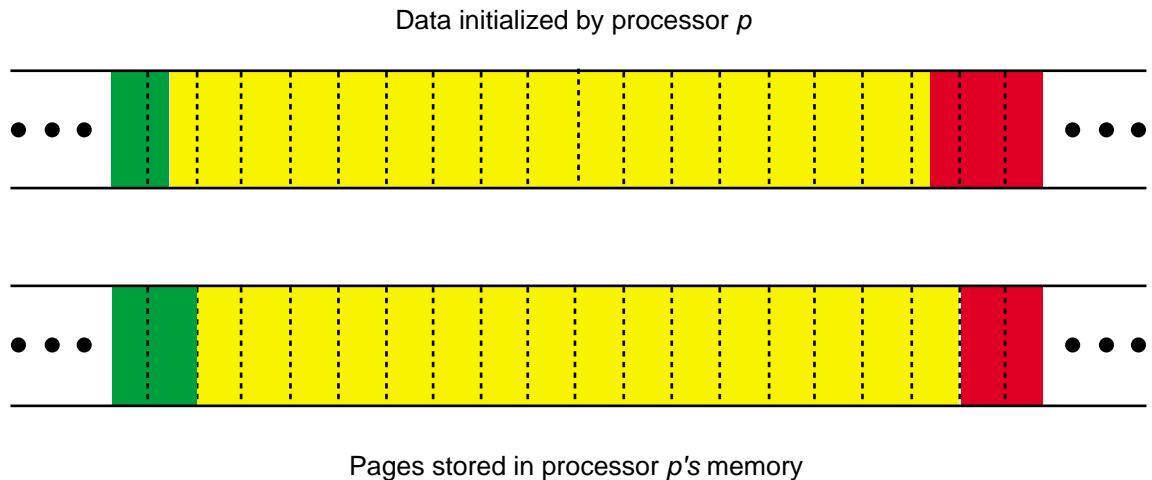 Data initialized by processor p
Pages stored in processor p's memory